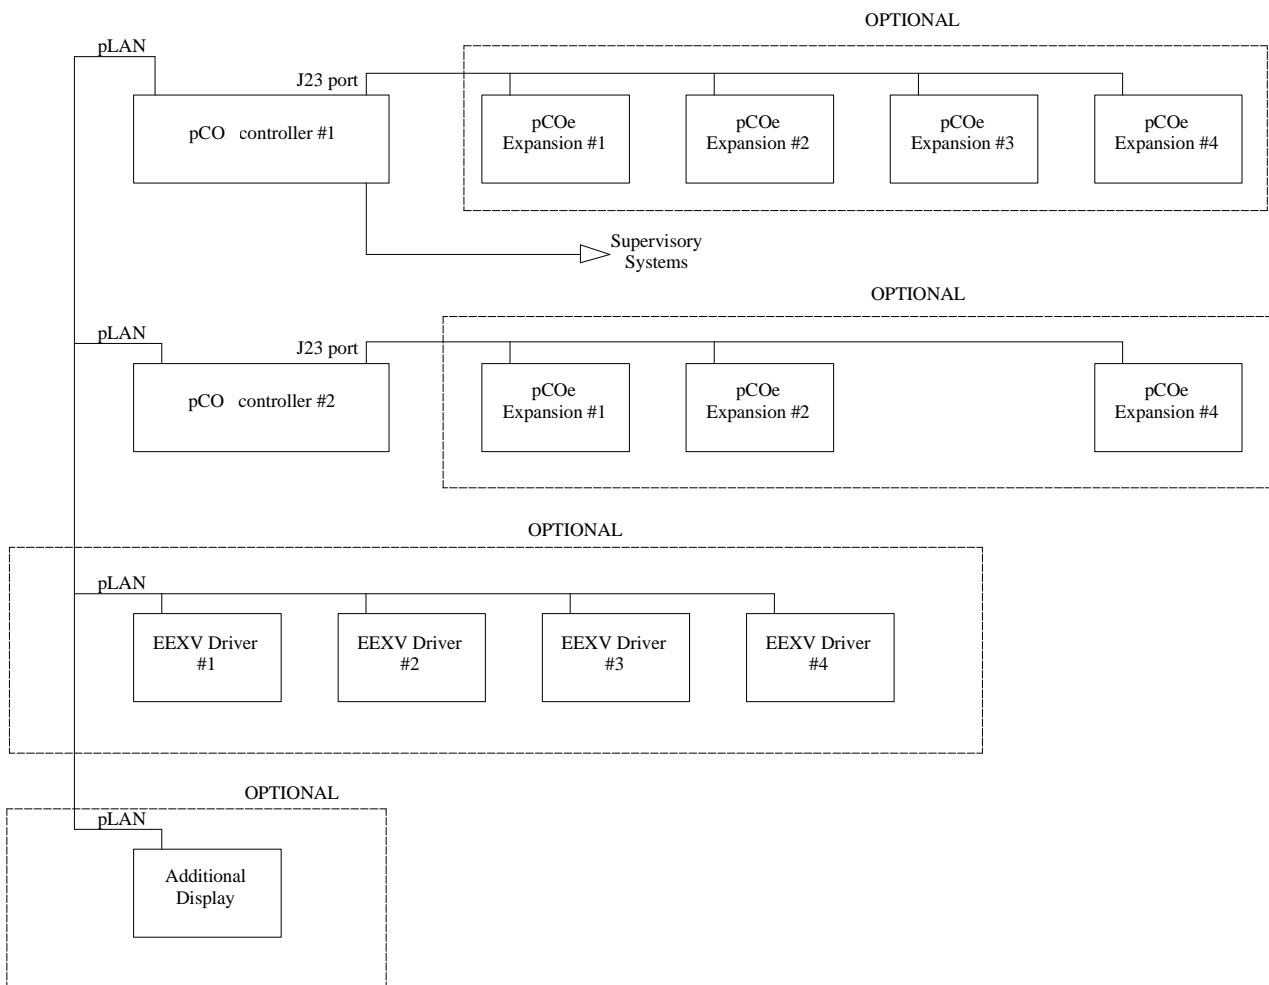 OPTIONAL
pLAN
J23 port
pCO controller #1
pCOe
Expansion #1
pCOe
Expansion #2
pCOe
Expansion #3
pCOe
Expansion #4
Supervisory
Systems
OPTIONAL
pLAN
J23 port
pCO controller #2
pCOe
Expansion #1
pCOe
Expansion #2
pCOe
Expansion #4
OPTIONAL
pLAN
EEXV Driver
#1
EEXV Driver
#2
EEXV Driver
#3
EEXV Driver
#4
OPTIONAL
pLAN
Additional
Display